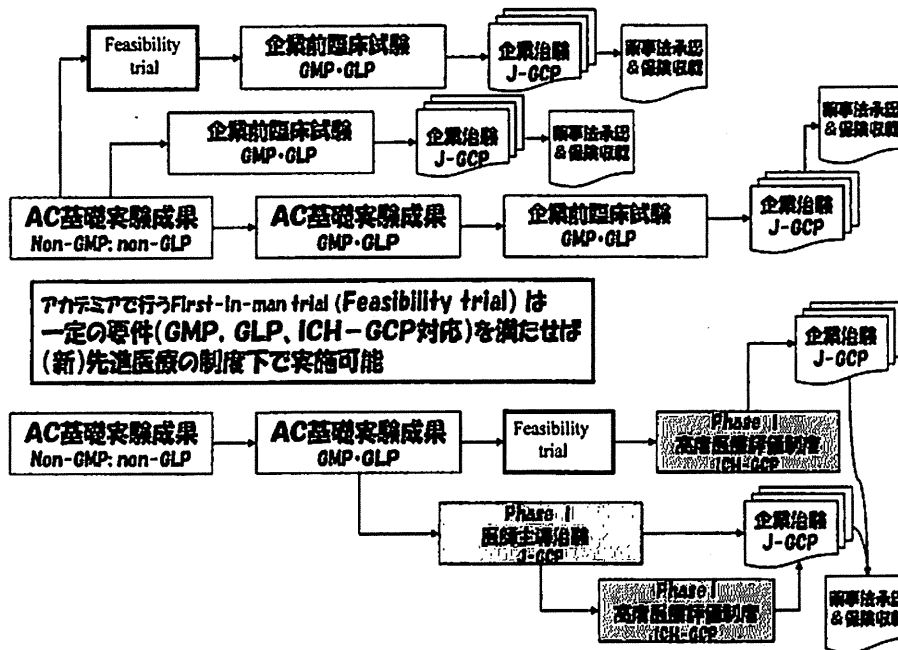 Feasibility
trial
企業前臨床試験
GMP・GLP
企業治験
J-GCP
薬事法承認
&保険収載
企業前臨床試験
GMP・GLP
企業治験
J-GCP
薬事法承認
&保険収載
薬事法承認
&保険収載
AC基礎実験成果
Non-GMP: non-GLP
AC基礎実験成果
GMP・GLP
企業前臨床試験
GMP・GLP
企業治験
J-GCP
アカデミアで行うFirst-in-man trial (Feasibility trial) は
一定の要件(GMP, GLP, ICH-GCP対応)を満たせば
(新)先進医療の制度下で実施可能
企業治験
J-GCP
AC基礎実験成果
Non-GMP: non-GLP
AC基礎実験成果
GMP・GLP
Feasibility
trial
Phase I
高度医療評価制度
ICH-GCP
Phase I
医師主導治験
J-GCP
企業治験
J-GCP
Phase I
高度医療評価制度
ICH-GCP
薬事法承認
&保険収載